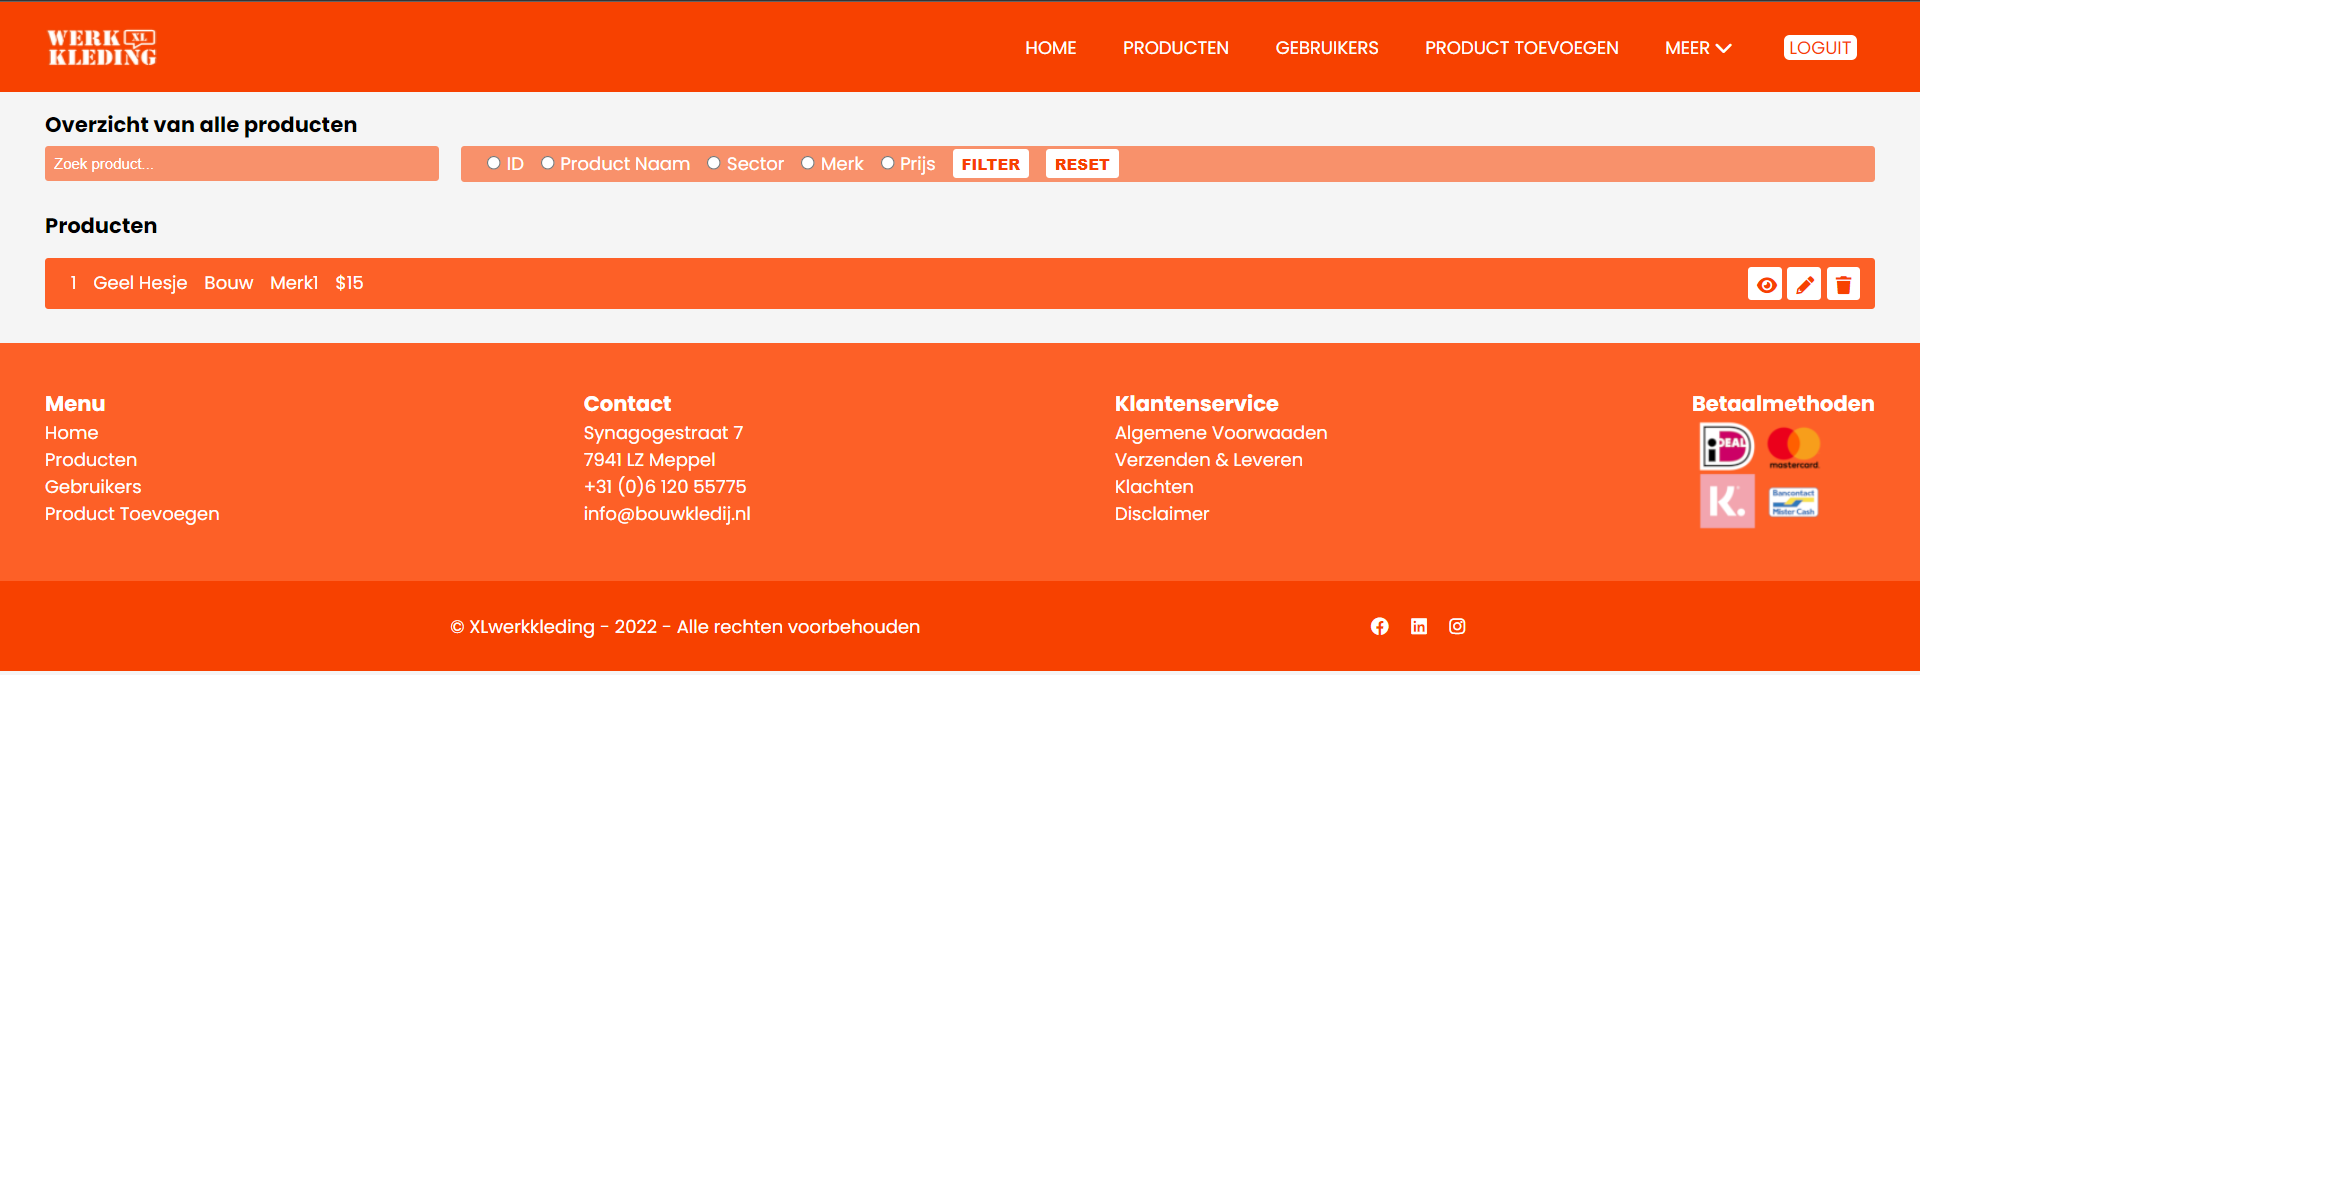 WERK XL
KLEDING
HOME PRODUCTEN GEBRUIKERS PRODUCT TOEVOEGEN MEER LOGUIT
Overzicht van alle producten
Zoek product... ID Product Naam Sector Merk Prijs FILTER RESET
Producten
1 Geel Hesje Bouw Merk1 $15
Menu
Home
Producten
Gebruikers
Product Toevoegen
Contact
Synagogestraat 7
7941 LZ Meppel
+31 (0)6 120 55775
info@bouwkledij.nl
Klantenservice
Algemene Voorwaaden
Verzenden & Leveren
Klachten
Disclaimer
Betaalmethoden
iDEAL
mastercard.
K.
Bancontact
Mister Cash
© XLwerkkleding - 2022 - Alle rechten voorbehouden